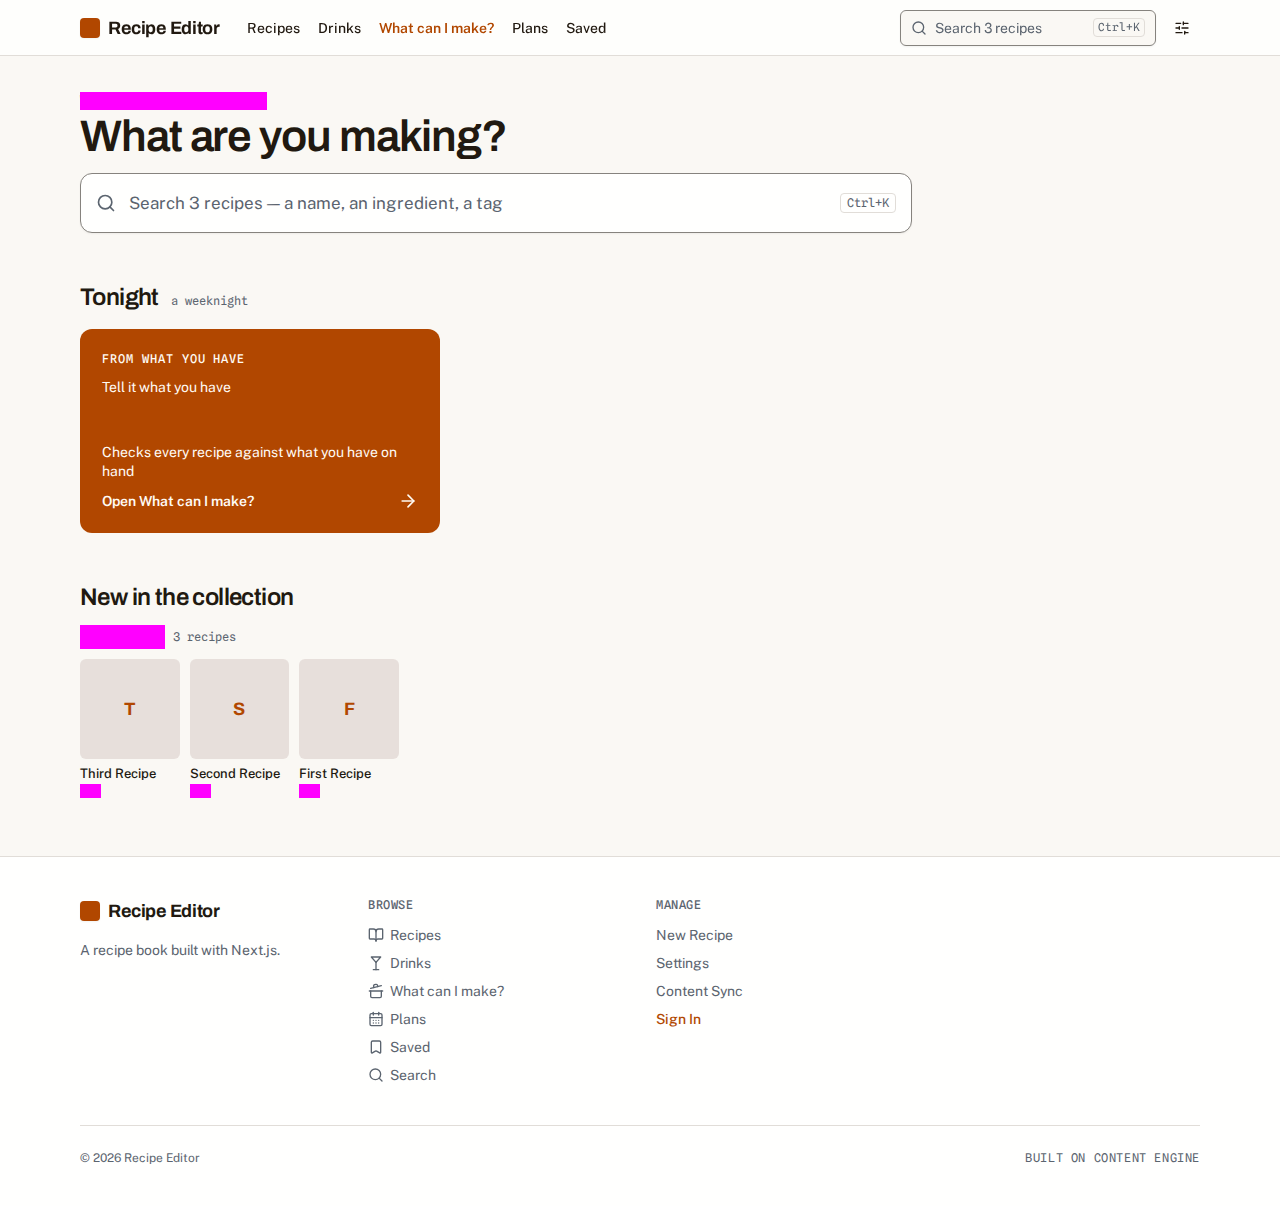 Recipe Editor
Recipes
Drinks
What can I make?
Plans
Saved
Search 3 recipes
Ctrl+K
What are you making?
Search 3 recipes — a name, an ingredient, a tag
Ctrl+K
Tonight
a weeknight
FROM WHAT YOU HAVE
Tell it what you have
Checks every recipe against what you have on
hand
Open What can I make?
New in the collection
3 recipes
T
S
F
Third Recipe
Second Recipe
First Recipe
Recipe Editor
A recipe book built with Next.js.
BROWSE
Recipes
Drinks
What can I make?
Plans
Saved
Search
MANAGE
New Recipe
Settings
Content Sync
Sign In
© 2026 Recipe Editor
BUILT ON CONTENT ENGINE